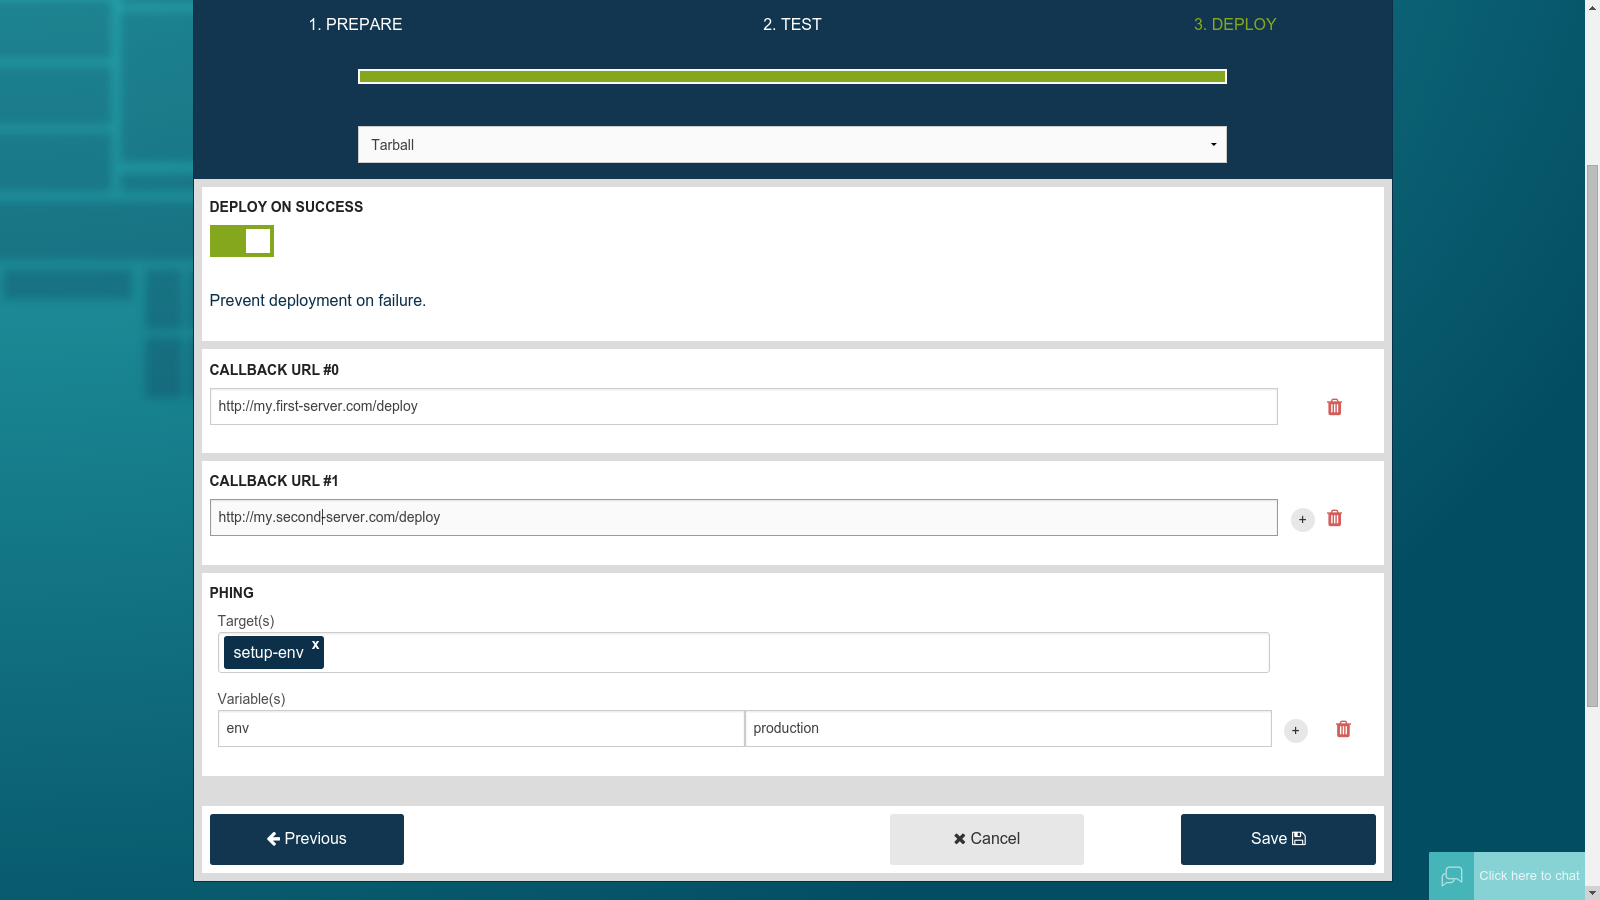 1. PREPARE 2. TEST 3. DEPLOY
Tarball
DEPLOY ON SUCCESS
Prevent deployment on failure.
CALLBACK URL #0
http://my.first-server.com/deploy
CALLBACK URL #1
http://my.second-server.com/deploy
+
PHING
Target(s)
setup-env x
Variable(s)
env production +
Previous Cancel Save
Click here to chat